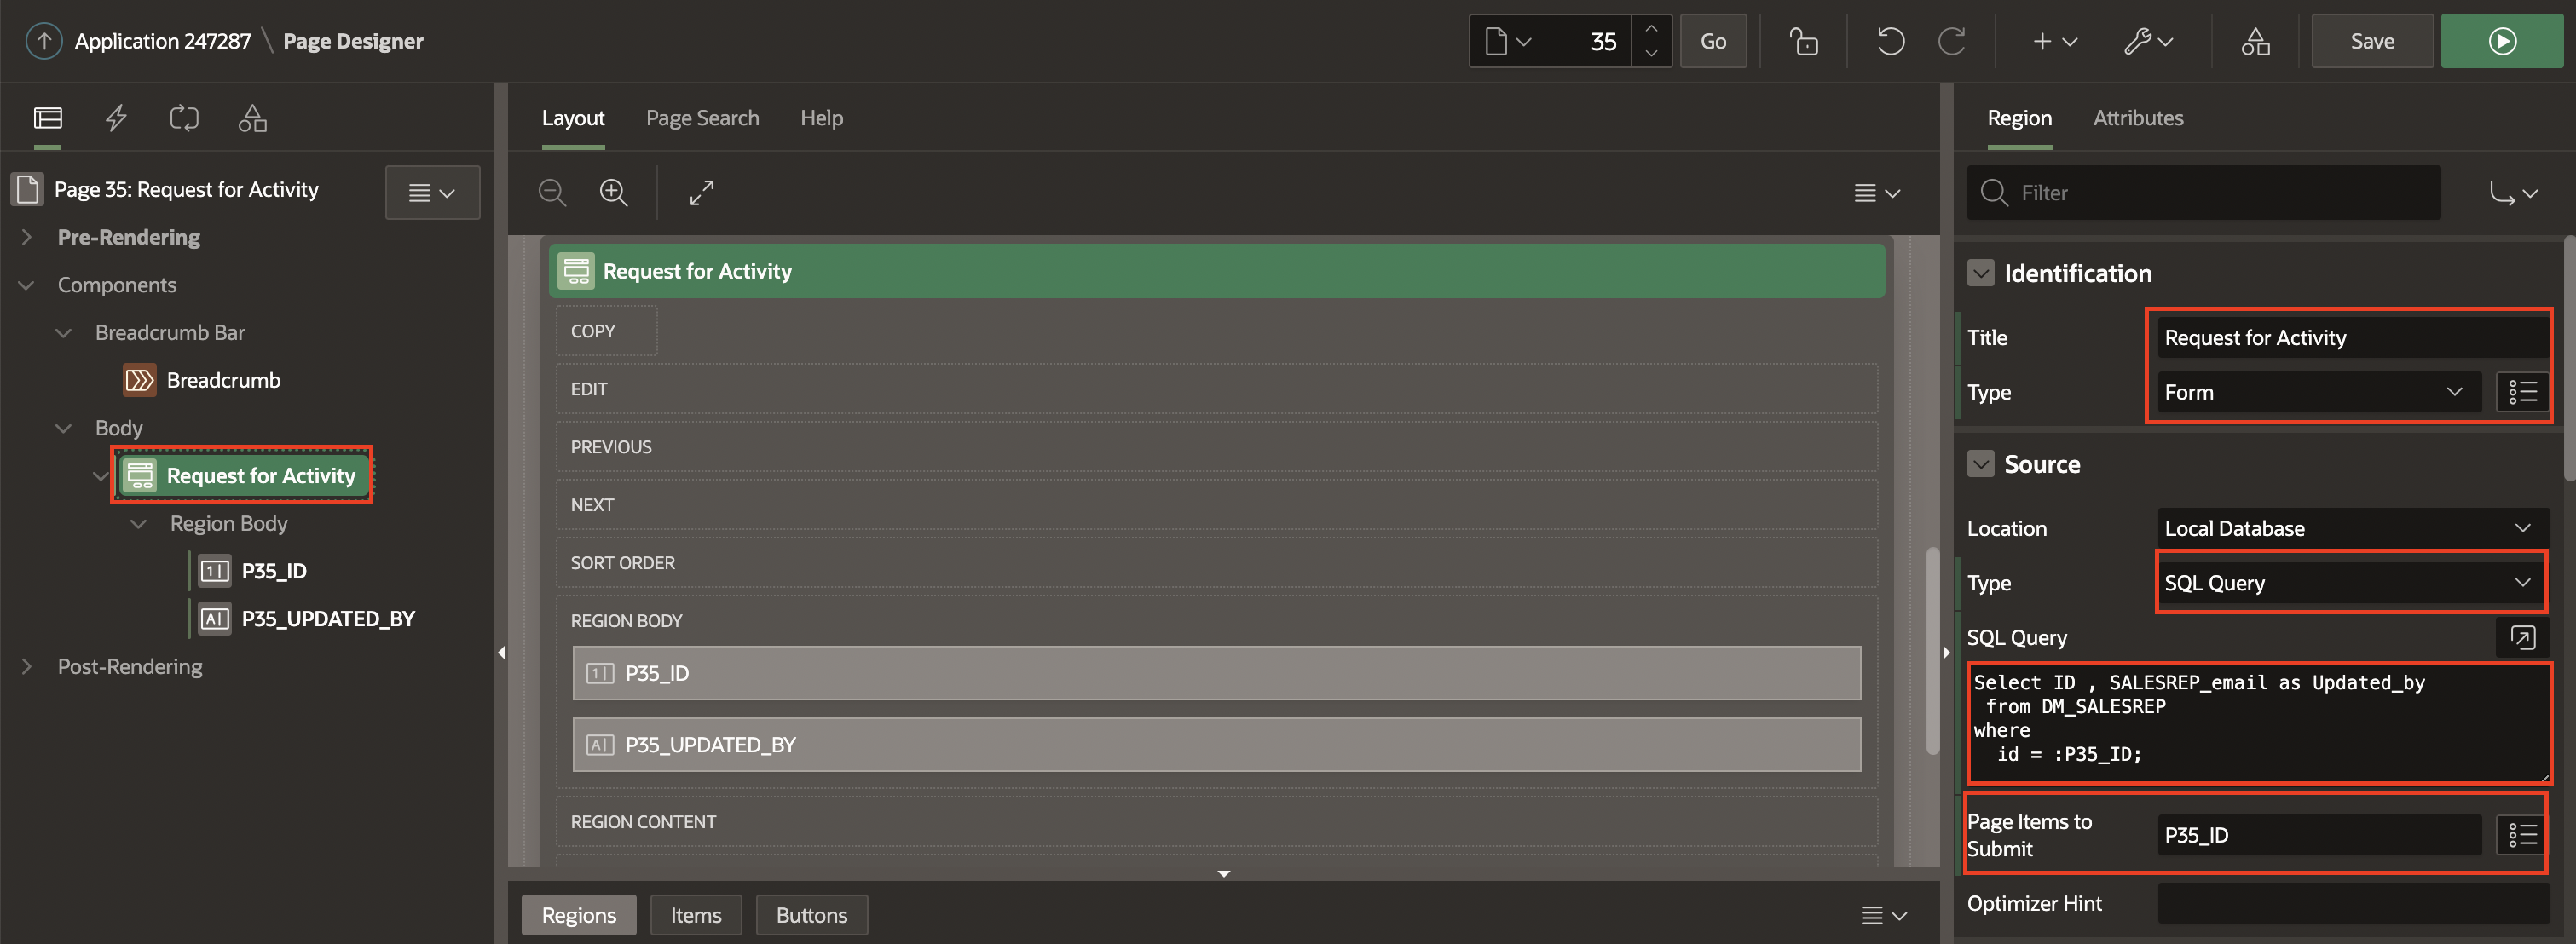 Application 247287 \ Page Designer
35
Go
Save
Page 35: Request for Activity
Pre-Rendering
Components
Breadcrumb Bar
Breadcrumb
Body
Request for Activity
Region Body
P35_ID
P35_UPDATED_BY
Post-Rendering
Layout
Page Search
Help
Request for Activity
COPY
EDIT
PREVIOUS
NEXT
SORT ORDER
REGION BODY
P35_ID
P35_UPDATED_BY
REGION CONTENT
Regions
Items
Buttons
Region
Attributes
Filter
Identification
Title
Request for Activity
Type
Form
Source
Location
Local Database
Type
SQL Query
SQL Query
Select ID , SALESREP_email as Updated_by
from DM_SALESREP
where
id = :P35_ID;
Page Items to
Submit
P35_ID
Optimizer Hint